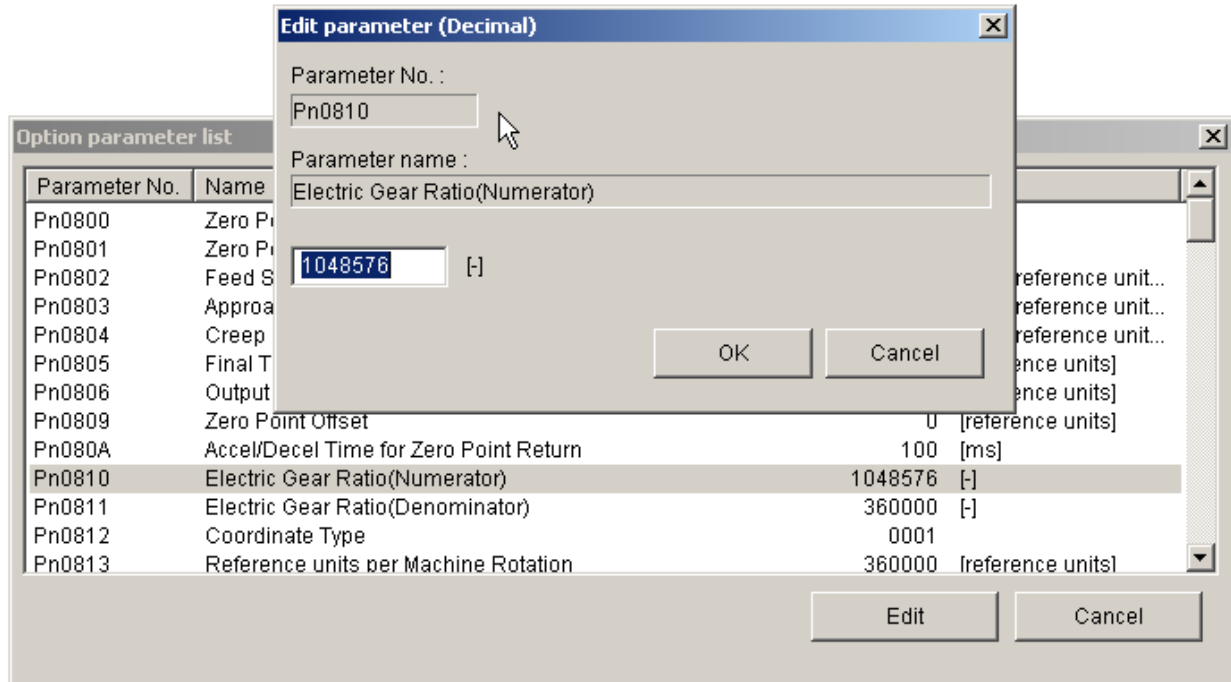 Edit parameter (Decimal)
Parameter No. :
Pn0810
Parameter name :
Electric Gear Ratio(Numerator)
1048576 [-]
OK Cancel
Option parameter list
Parameter No. Name
Pn0800 Zero
Pn0801 Zero
Pn0802 Feed S reference unit...
Pn0803 Approa reference unit...
Pn0804 Creep reference unit...
Pn0805 Final T ence units]
Pn0806 Output ence units]
Pn0809 Zero Point Offset 0 [reference units]
Pn080A Accel/Decel Time for Zero Point Return 100 [ms]
Pn0810 Electric Gear Ratio(Numerator) 1048576 [-]
Pn0811 Electric Gear Ratio(Denominator) 360000 [-]
Pn0812 Coordinate Type 0001
Pn0813 Reference units per Machine Rotation 360000 [reference units]
Edit Cancel